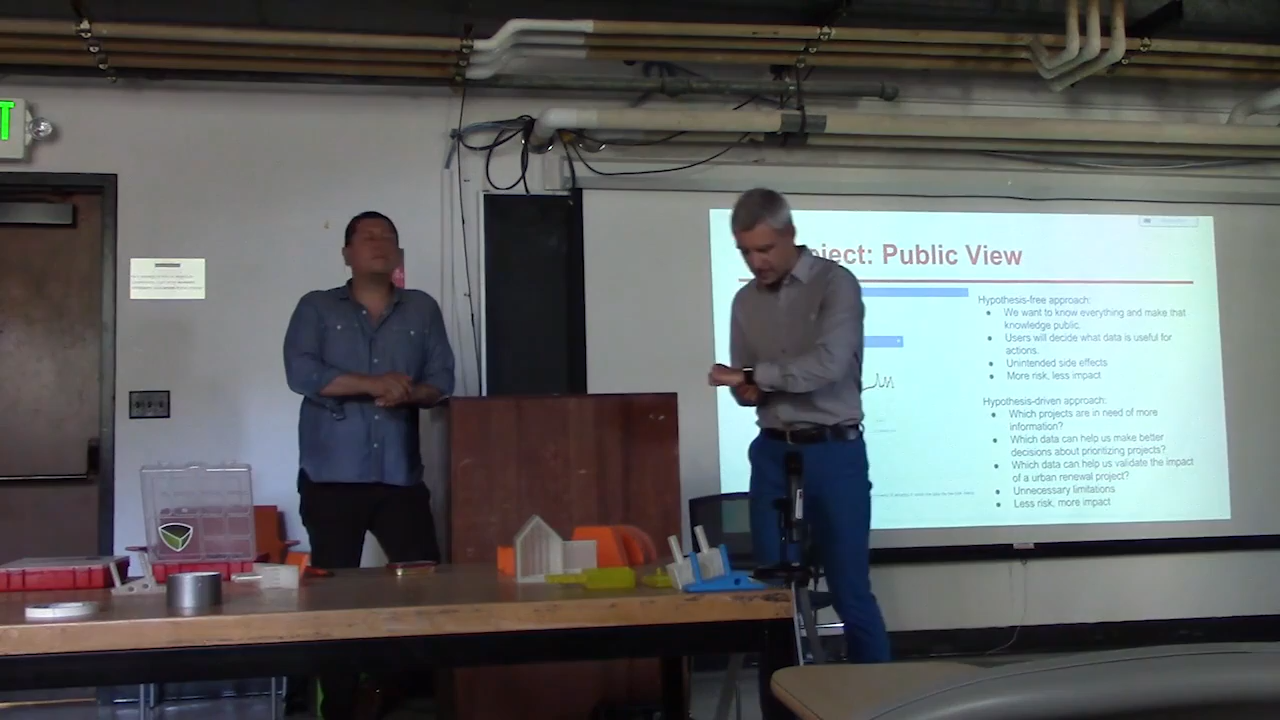 T
ject: Public View
Hypothesis-free approach:
● We want to know everything and make that
knowledge public.
● Users will decide what data is useful for
actions.
● Unintended side effects
● More risk, less impact
Hypothesis-driven approach:
● Which projects are in need of more
information?
● Which data can help us make better
decisions about prioritizing projects?
● Which data can help us validate the impact
of a urban renewal project?
● Unnecessary limitations
● Less risk, more impact